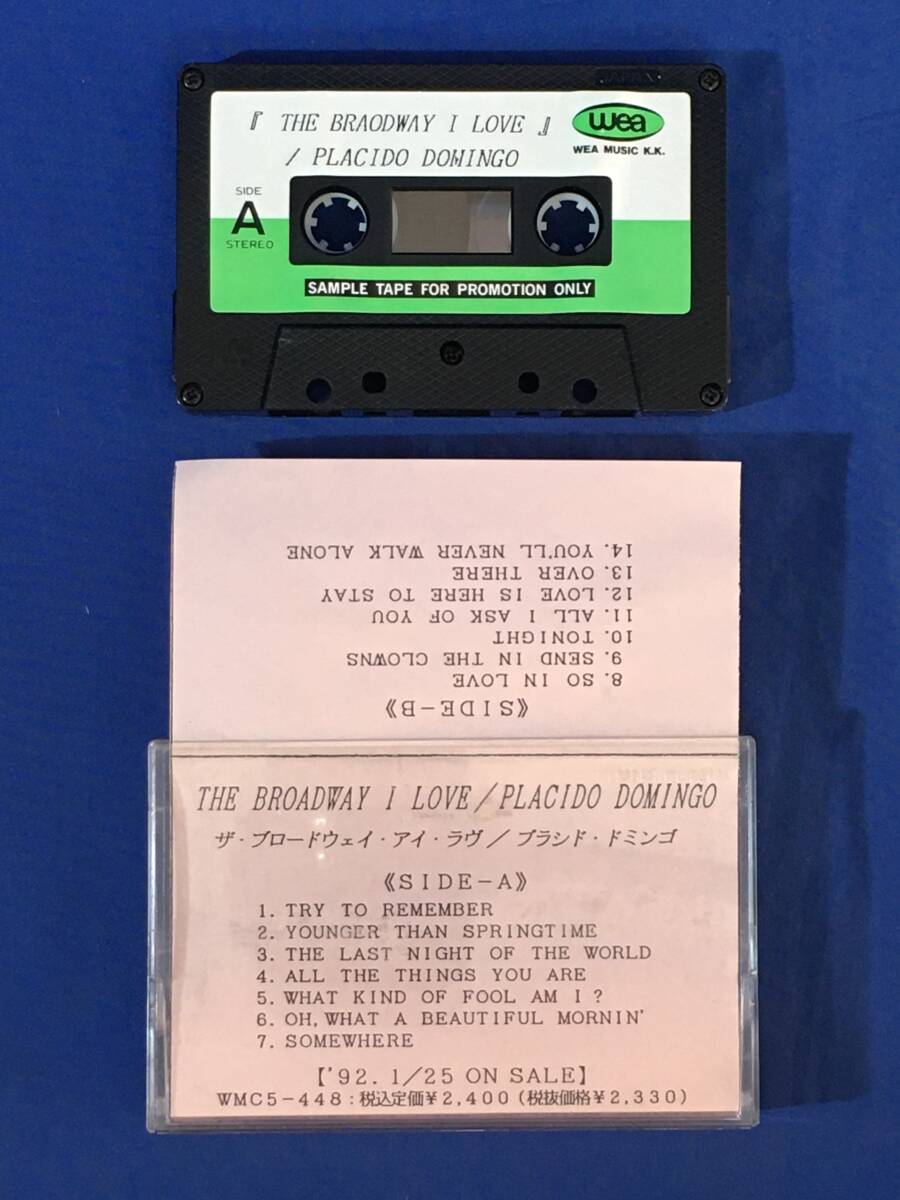 JAPAN
『 THE BRAODWAY I LOVE 』
/ PLACIDO DOMINGO
wea
WEA MUSIC K.K.
SIDE
A
STEREO
SAMPLE TAPE FOR PROMOTION ONLY
14. YOU'LL NEVER WALK ALONE
13. OVER THERE
12. LOVE IS HERE TO STAY
11. ALL I ASK OF YOU
10. TONIGHT
9. SEND IN THE CLOWNS
8. SO IN LOVE
《SIDE-B》
THE BROADWAY I LOVE/PLACIDO DOMINGO
ザ・ブロードウェイ・アイ・ラヴ/プラシド・ドミンゴ
《SIDE-A》
1. TRY TO REMEMBER
2. YOUNGER THAN SPRINGTIME
3. THE LAST NIGHT OF THE WORLD
4. ALL THE THINGS YOU ARE
5. WHAT KIND OF FOOL AM I?
6. OH, WHAT A BEAUTIFUL MORNIN'
7. SOMEWHERE
【'92. 1/25 ON SALE】
WMC5-448:税込定価¥2,400(税抜価格¥2,330)